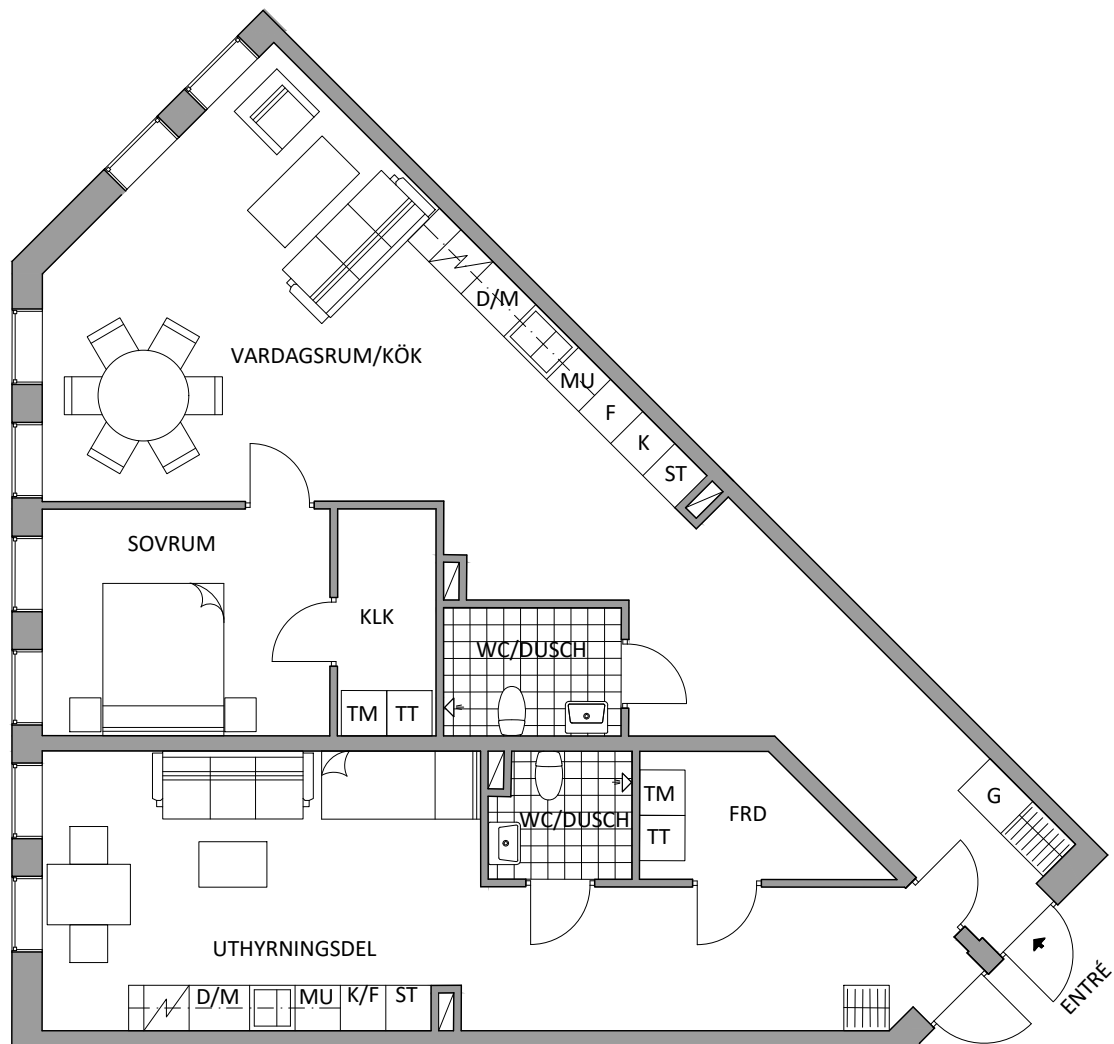 D/M
VARDAGSRUM/KÖK
MU
F
K
ST
SOVRUM
KLK
WC/DUSCH
TM TT
G
TM
FRD
WC/DUSCH
TT
UTHYRNINGSDEL
ENTRÉ
D/M MU K/F ST